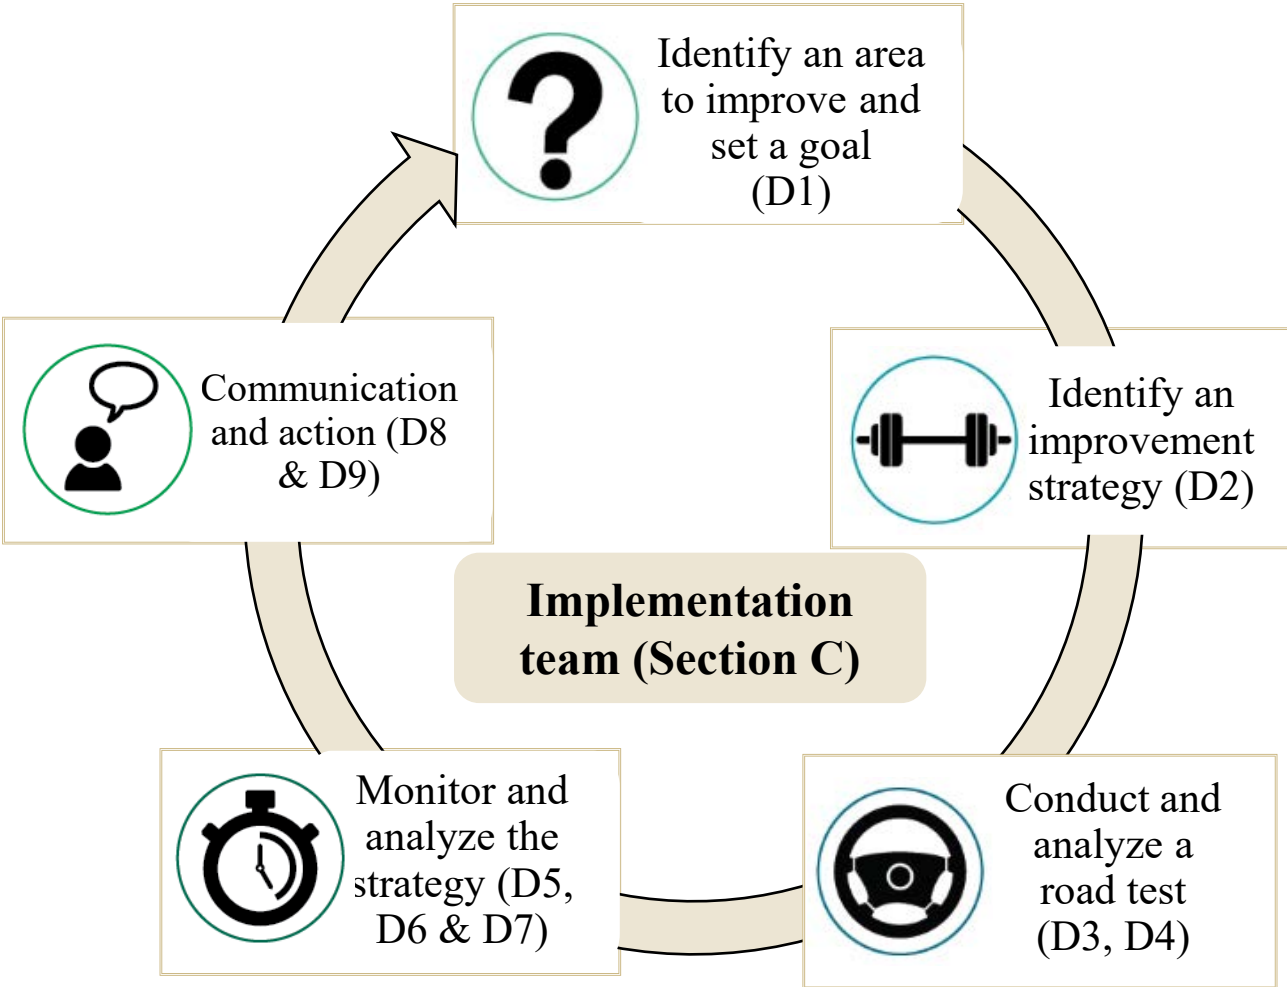 Identify an area
to improve and
set a goal
(D1)
Identify an
improvement
strategy (D2)
Conduct and
analyze a
road test
(D3, D4)
Monitor and
analyze the
strategy (D5,
D6 & D7)
Communication
and action (D8
& D9)
Implementation
team (Section C)